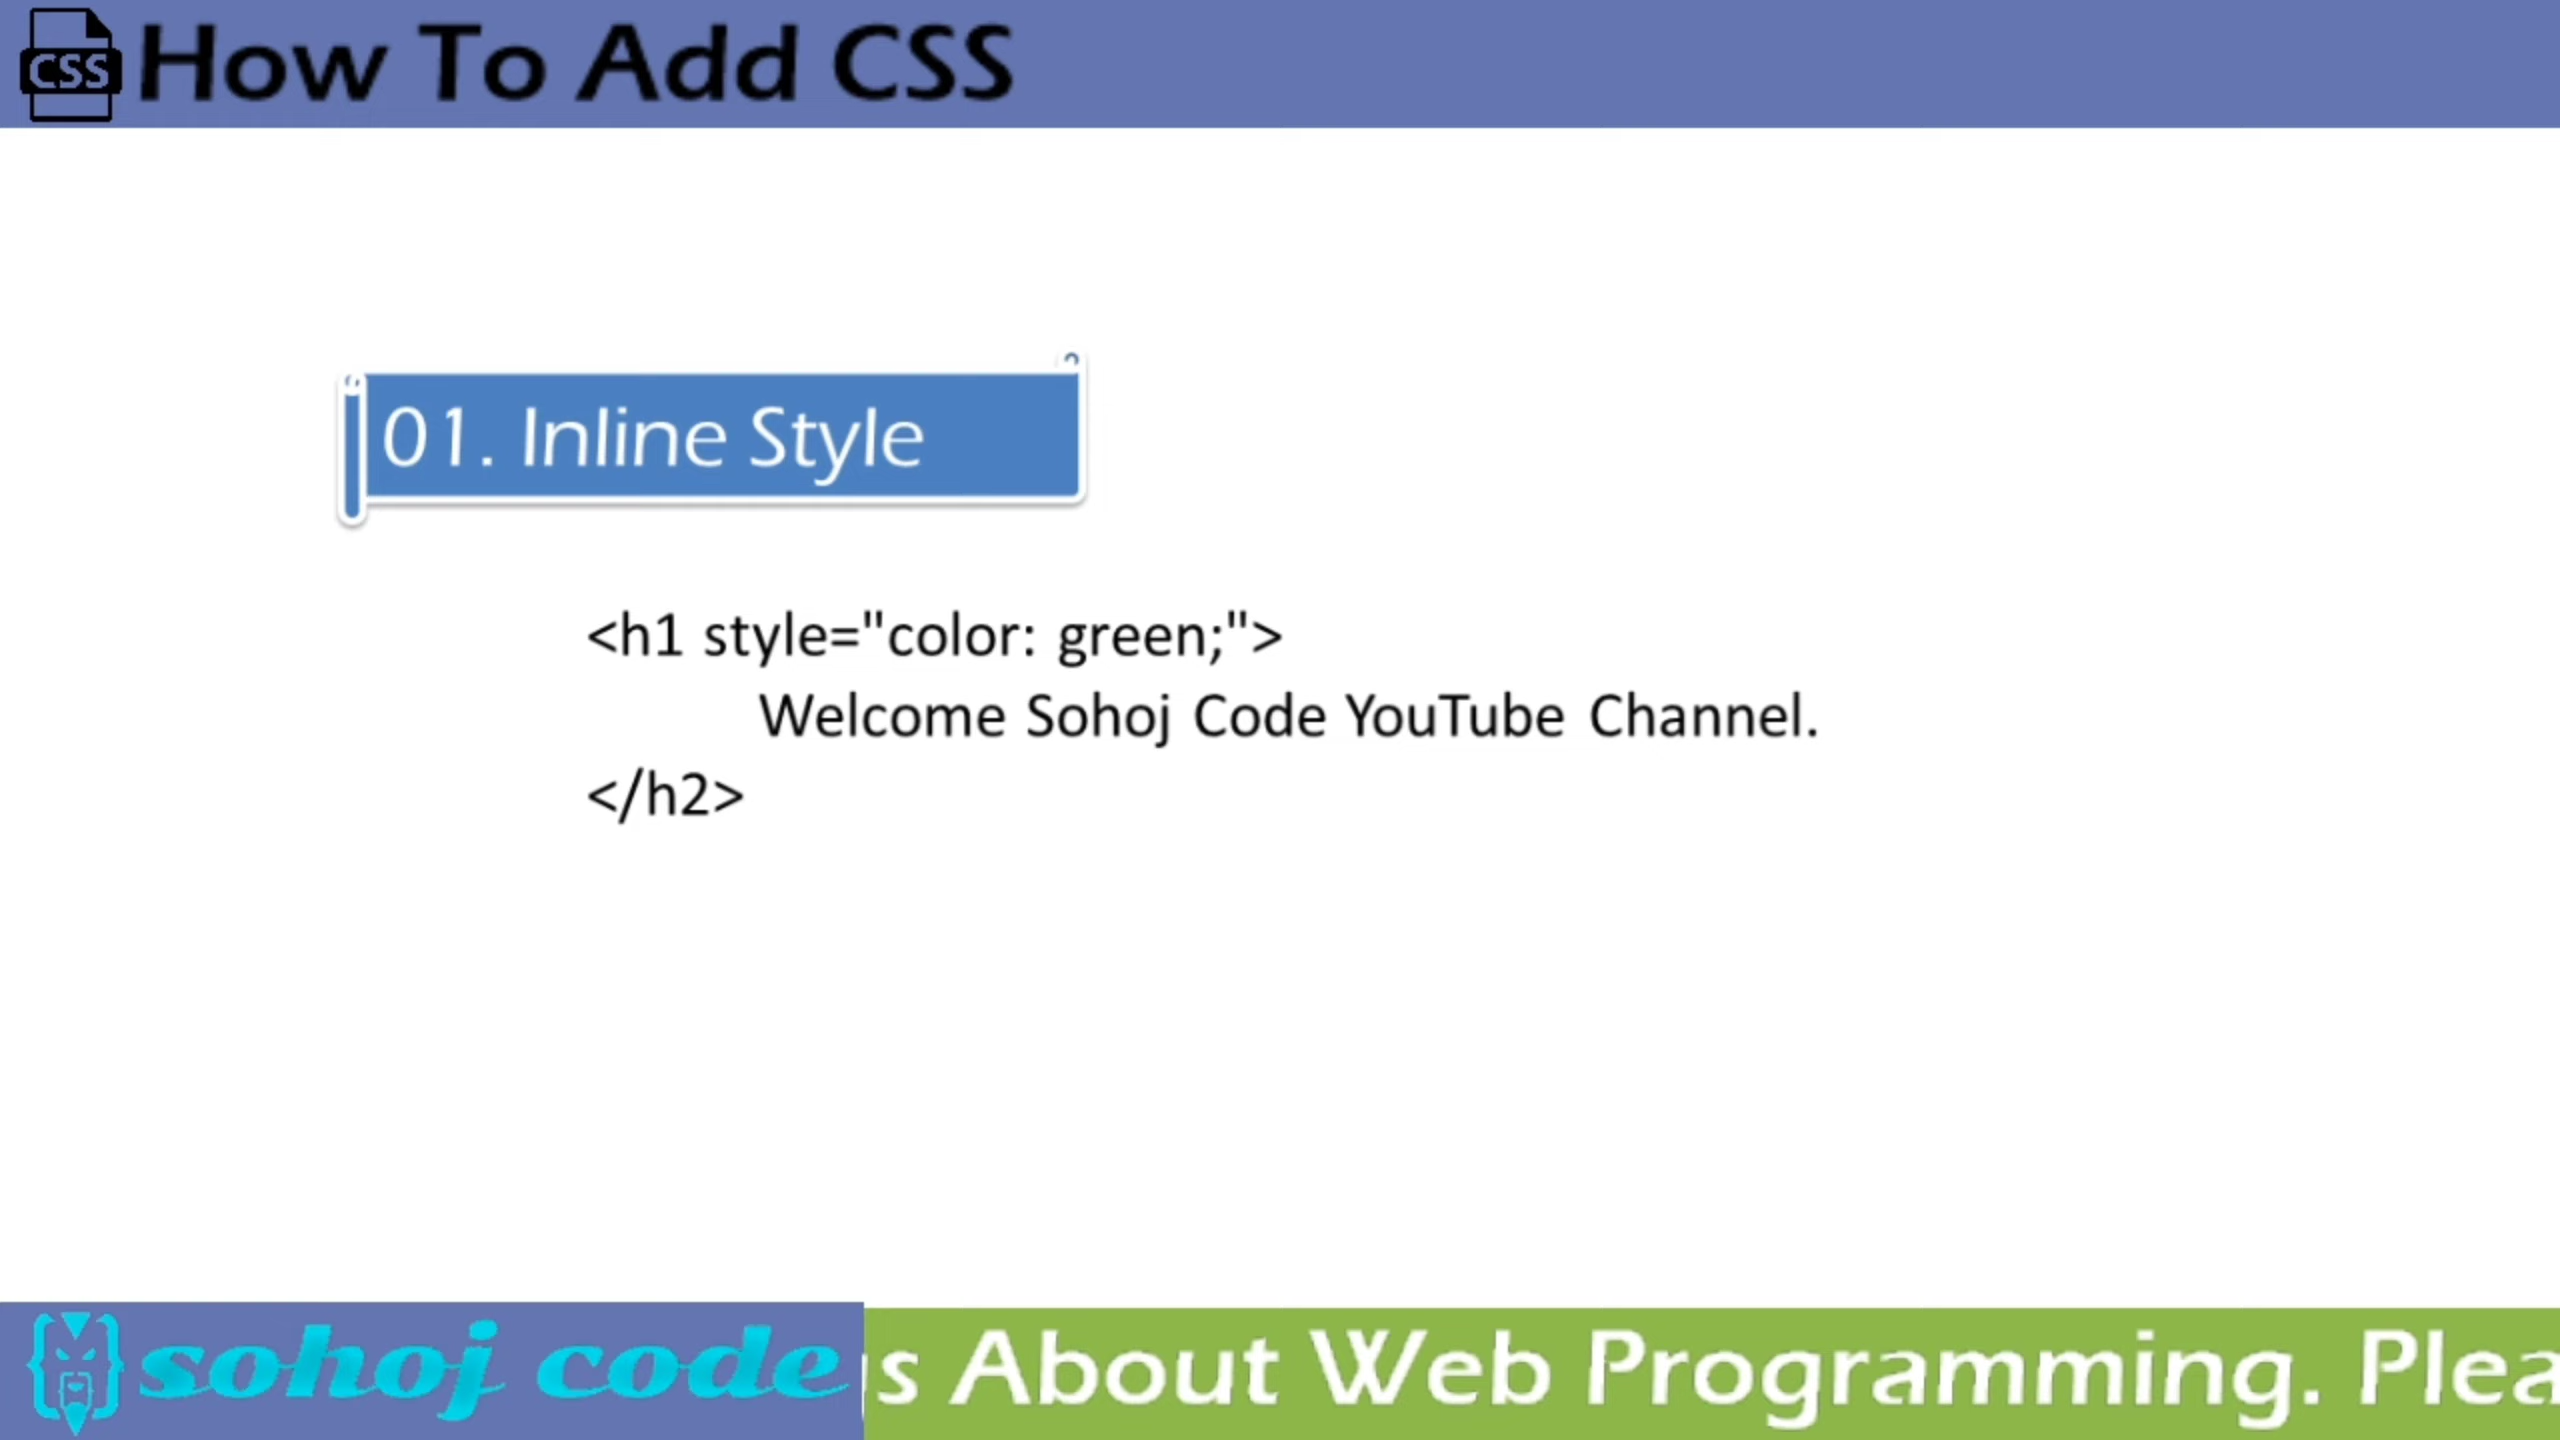 CSS How To Add CSS
01. Inline Style
<h1 style="color: green;">
Welcome Sohoj Code YouTube Channel.
</h2>
sohoj code
s About Web Programming.